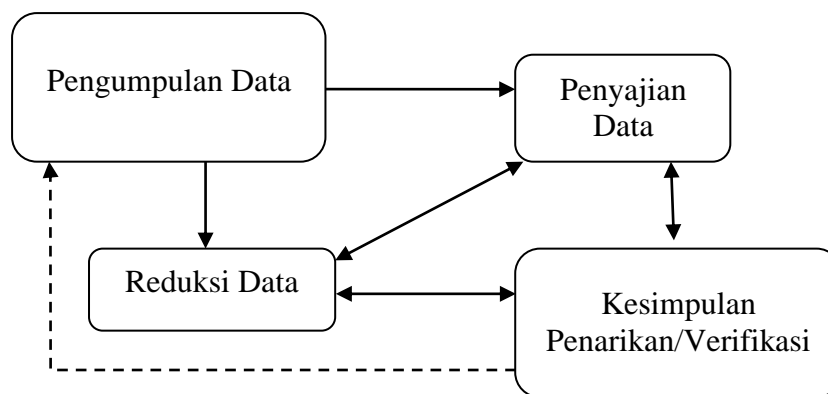 Pengumpulan Data
Penyajian
Data
Reduksi Data
Kesimpulan
Penarikan/Verifikasi